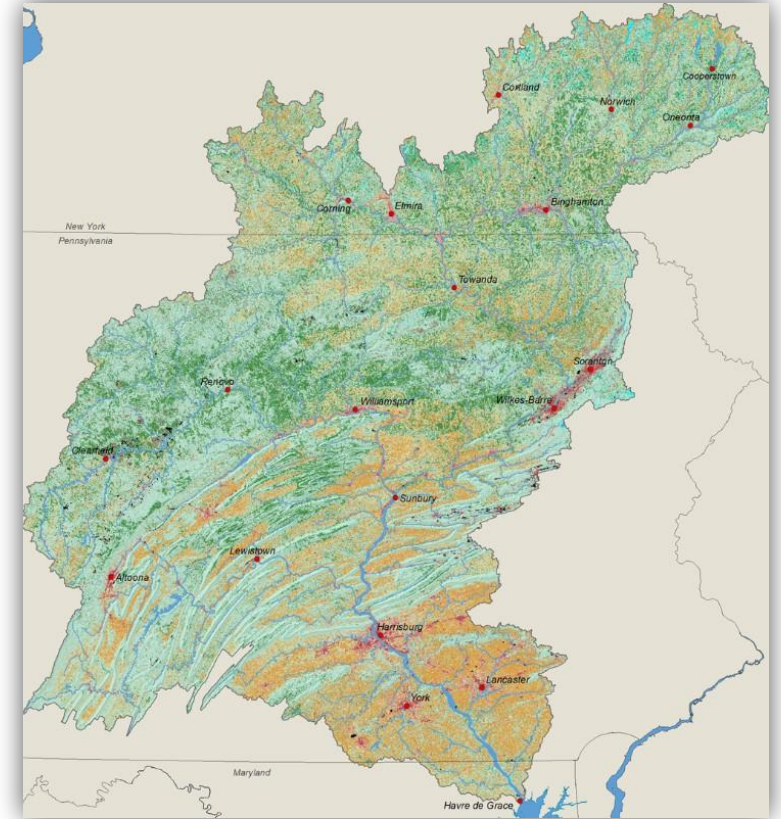 Cortland
Cooperstown
Norwich
Oneonta
Corning
Elmira
Binghamton
New York
Pennsylvania
Towanda
Scranton
Renovo
Williamsport
Wilkes-Barre
Clearfield
Sunbury
Lewistown
Altoona
Harrisburg
Lancaster
York
Maryland
Havre de Grace